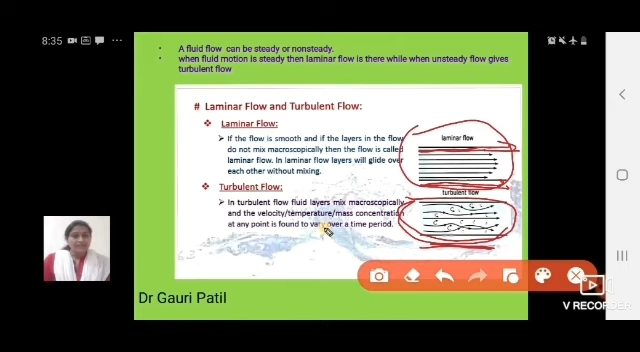 8:35
• A fluid flow can be steady or nonsteady.
• when fluid motion is steady then laminar flow is there while when unsteady flow gives
turbulent flow
# Laminar Flow and Turbulent Flow:
❖ Laminar Flow:
➢ If the flow is smooth and if the layers in the flow
do not mix macroscopically then the flow is called
laminar flow. In laminar flow layers will glide over
each other without mixing.
laminar flow
❖ Turbulent Flow:
➢ In turbulent flow fluid layers mix macroscopically
and the velocity/temperature/mass concentration
at any point is found to vary over a time period.
turbulent flow
Dr Gauri Patil
V RECORDER